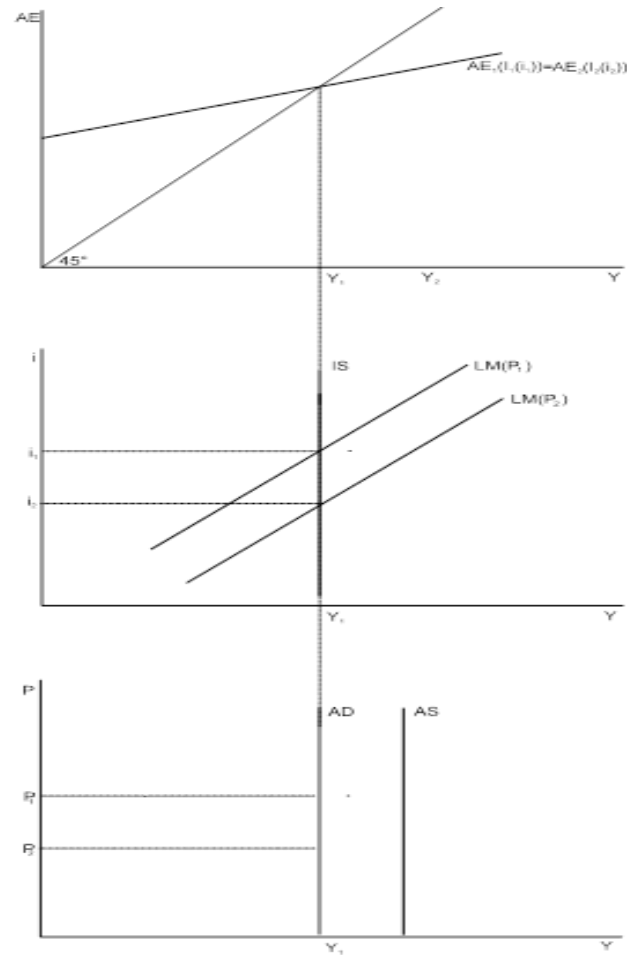 AE
AE₁(I₁(i₁))=AE₂(I₂(i₂))
45°
Y₁ Y₂ Y
i
IS
LM(P₁)
LM(P₂)
i₁
i₂
Y₁ Y
P
AD AS
P₁
P₂
Y₁ Y